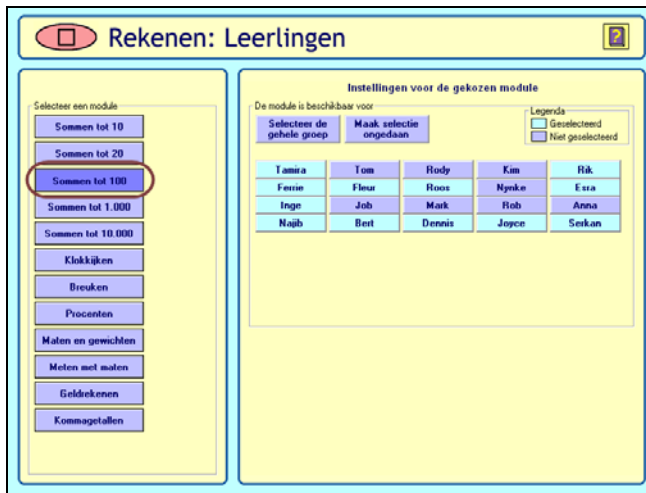 Rekenen: Leerlingen
Selecteer een module
Sommen tot 10
Sommen tot 20
Sommen tot 100
Sommen tot 1.000
Sommen tot 10.000
Klokkijken
Breuken
Procenten
Maten en gewichten
Meten met maten
Geldrekenen
Kommagetallen
Instellingen voor de gekozen module
De module is beschikbaar voor
Selecteer de
gehele groep
Maak selectie
ongedaan
Legenda
Geselecteerd
Niet geselecteerd
Tamira Tom Rody Kim Rik
Ferrie Fleur Roos Nynke Esra
Inge Job Mark Rob Anna
Najib Bert Dennis Joyce Serkan